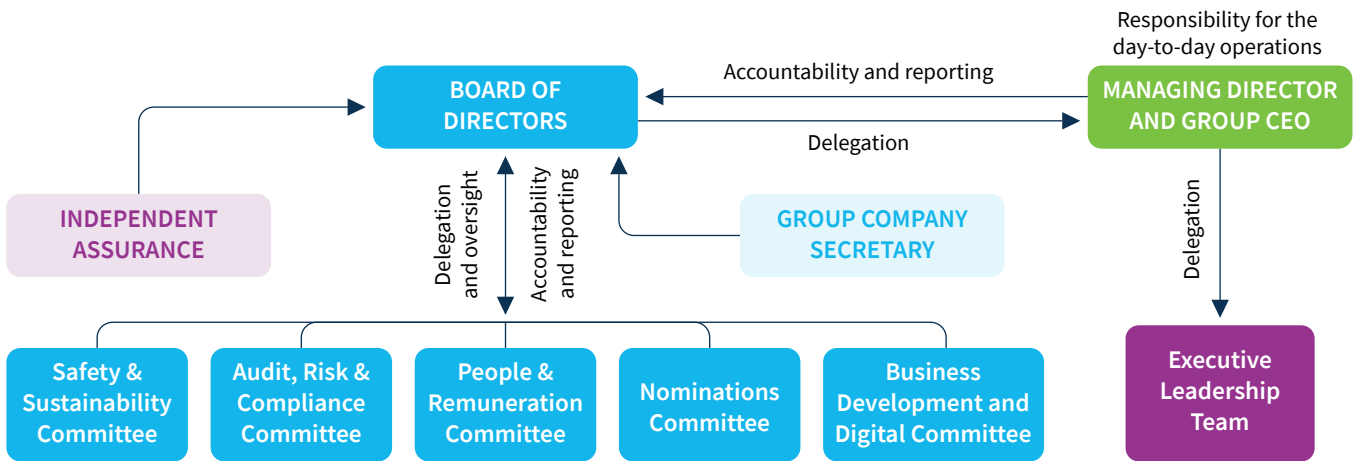 Responsibility for the
day-to-day operations
Accountability and reporting
BOARD OF
DIRECTORS
MANAGING DIRECTOR
AND GROUP CEO
Delegation
Delegation
and oversight
Accountability
and reporting
INDEPENDENT
ASSURANCE
GROUP COMPANY
SECRETARY
Delegation
Safety &
Sustainability
Committee
Audit, Risk &
Compliance
Committee
People &
Remuneration
Committee
Nominations
Committee
Business
Development and
Digital Committee
Executive
Leadership
Team